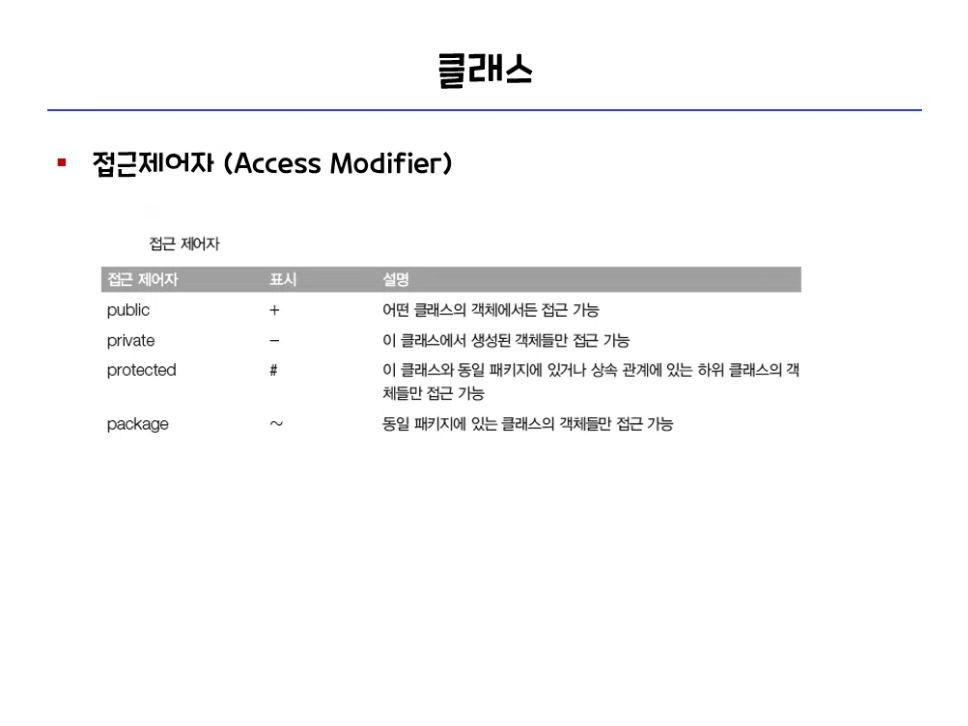 클래스
접근제어자 (Access Modifier)
접근 제어자
접근 제어자 표시 설명
public + 어떤 클래스의 객체에서든 접근 가능
private − 이 클래스에서 생성된 객체들만 접근 가능
protected # 이 클래스와 동일 패키지에 있거나 상속 관계에 있는 하위 클래스의 객
체들만 접근 가능
package ~ 동일 패키지에 있는 클래스의 객체들만 접근 가능